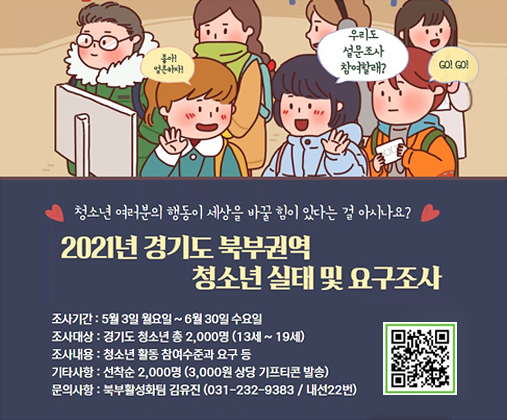 좋아!
얼른하자!
우리도
설문조사
참여할래?
GO! GO!
청소년 여러분의 행동이 세상을 바꿀 힘이 있다는 걸 아시나요?
2021년 경기도 북부권역
청소년 실태 및 요구조사
조사기간 : 5월 3일 월요일 ~ 6월 30일 수요일
조사대상 : 경기도 청소년 총 2,000명 (13세 ~ 19세)
조사내용 : 청소년 활동 참여수준과 요구 등
기타사항 : 선착순 2,000명 (3,000원 상당 기프티콘 발송)
문의사항 : 북부활성화팀 김유진 (031-232-9383 / 내선22번)